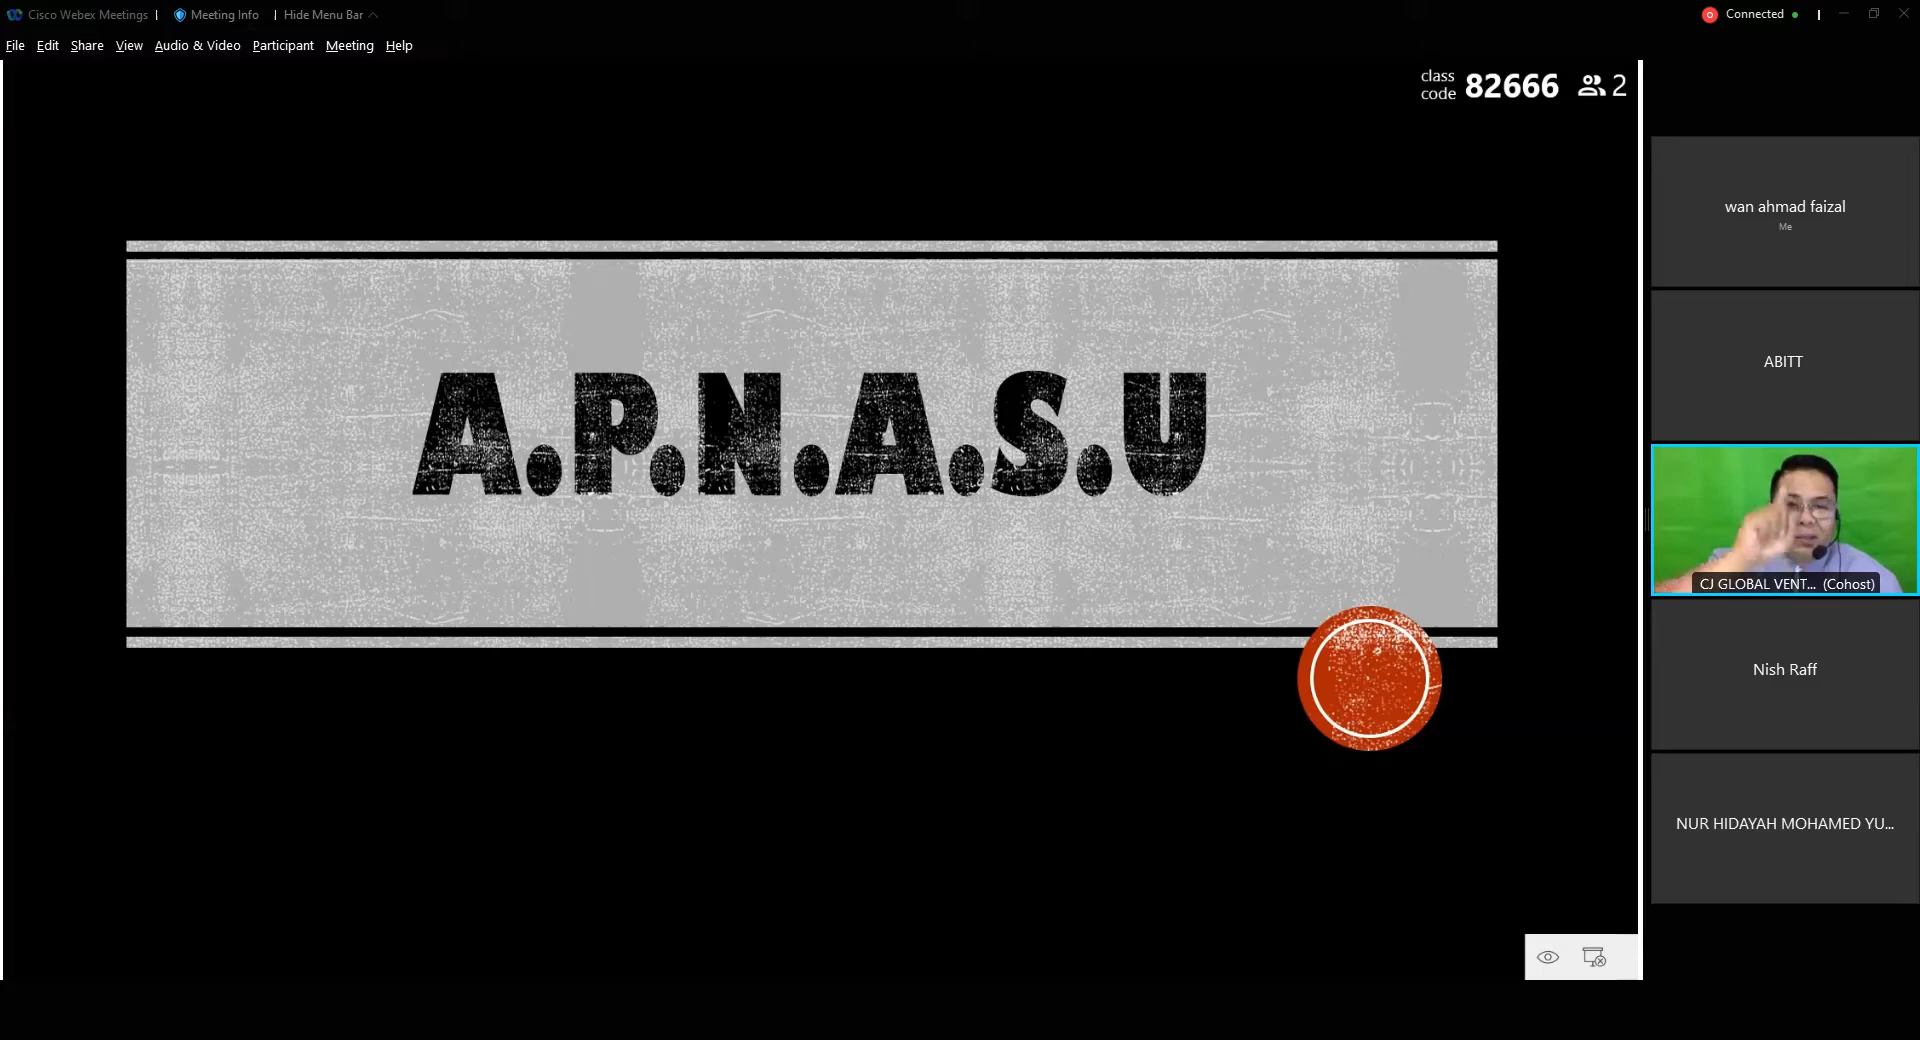 Cisco Webex Meetings | Meeting Info | Hide Menu Bar
Connected
File Edit Share View Audio & Video Participant Meeting Help
class code 82666 2
A.P.N.A.S.U
wan ahmad faizal
Me
ABITT
CJ GLOBAL VENT... (Cohost)
Nish Raff
NUR HIDAYAH MOHAMED YU...